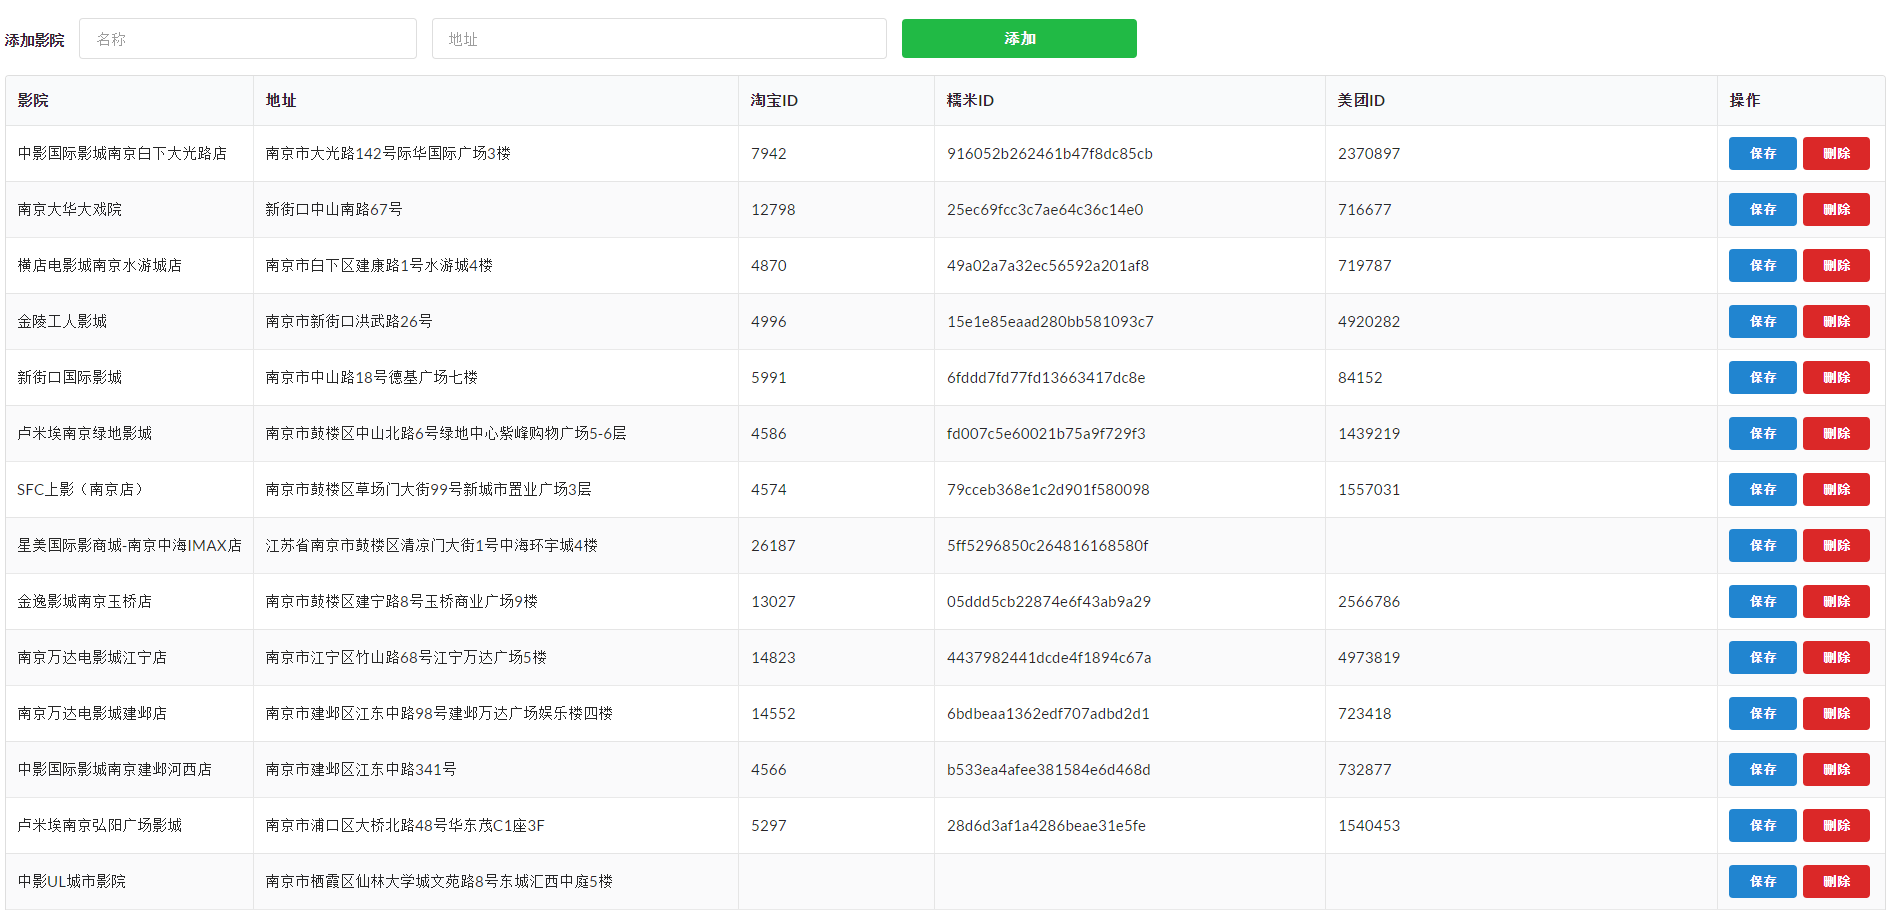 添加影院 名称 地址 添加
影院 地址 淘宝ID 糯米ID 美团ID 操作
中影国际影城南京白下大光路店 南京市大光路142号际华国际广场3楼 7942 916052b262461b47f8dc85cb 2370897 保存 删除
南京大华大戏院 新街口中山南路67号 12798 25ec69fcc3c7ae64c36c14e0 716677 保存 删除
横店电影城南京水游城店 南京市白下区建康路1号水游城4楼 4870 49a02a7a32ec56592a201af8 719787 保存 删除
金陵工人影城 南京市新街口洪武路26号 4996 15e1e85eaad280bb581093c7 4920282 保存 删除
新街口国际影城 南京市中山路18号德基广场七楼 5991 6fddd7fd77fd13663417dc8e 84152 保存 删除
卢米埃南京绿地影城 南京市鼓楼区中山北路6号绿地中心紫峰购物广场5-6层 4586 fd007c5e60021b75a9f729f3 1439219 保存 删除
SFC上影（南京店） 南京市鼓楼区草场门大街99号新城市置业广场3层 4574 79cceb368e1c2d901f580098 1557031 保存 删除
星美国际影商城-南京中海IMAX店 江苏省南京市鼓楼区清凉门大街1号中海环宇城4楼 26187 5ff5296850c264816168580f 保存 删除
金逸影城南京玉桥店 南京市鼓楼区建宁路8号玉桥商业广场9楼 13027 05ddd5cb22874e6f43ab9a29 2566786 保存 删除
南京万达电影城江宁店 南京市江宁区竹山路68号江宁万达广场5楼 14823 4437982441dcde4f1894c67a 4973819 保存 删除
南京万达电影城建邺店 南京市建邺区江东中路98号建邺万达广场娱乐楼四楼 14552 6bdbeaa1362edf707adbd2d1 723418 保存 删除
中影国际影城南京建邺河西店 南京市建邺区江东中路341号 4566 b533ea4afee381584e6d468d 732877 保存 删除
卢米埃南京弘阳广场影城 南京市浦口区大桥北路48号华东茂C1座3F 5297 28d6d3af1a4286beae31e5fe 1540453 保存 删除
中影UL城市影院 南京市栖霞区仙林大学城文苑路8号东城汇西中庭5楼 保存 删除